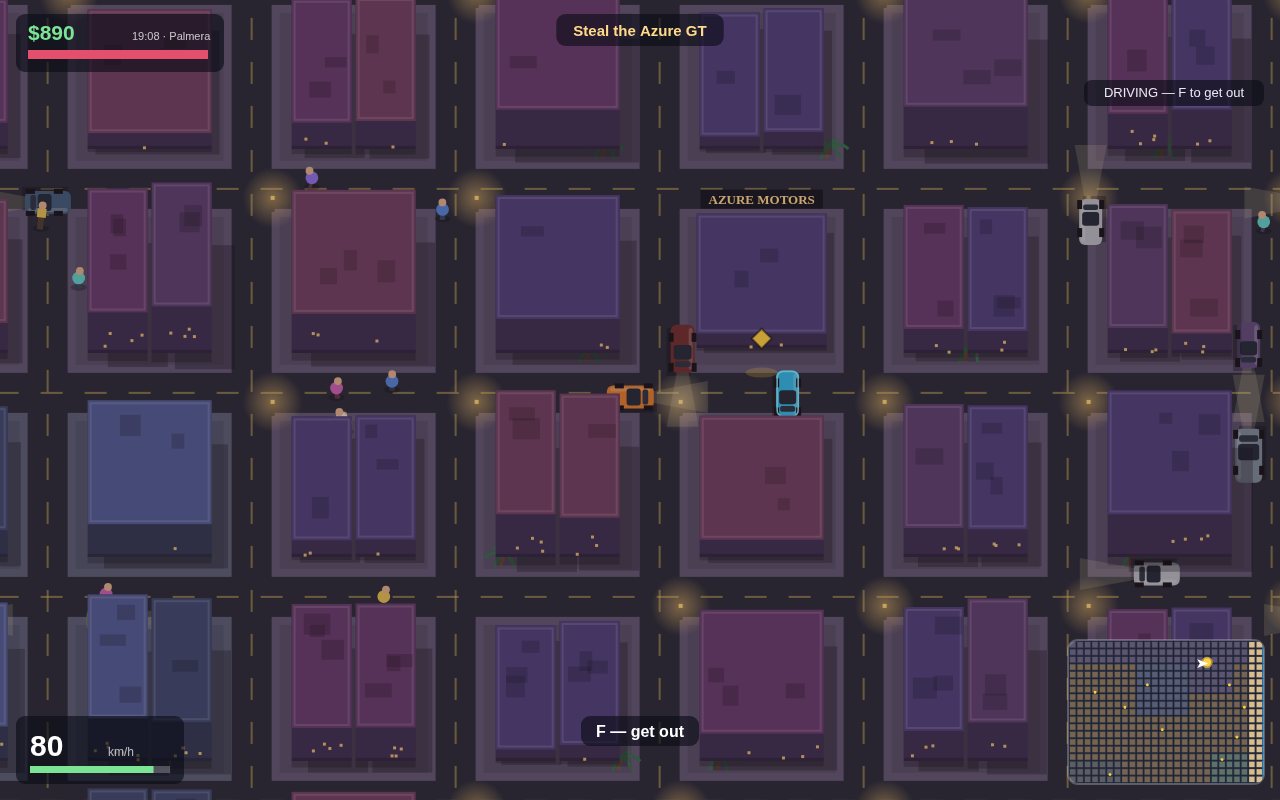 $890
19:08 · Palmera
Steal the Azure GT
DRIVING — F to get out
AZURE MOTORS
F — get out
80
km/h